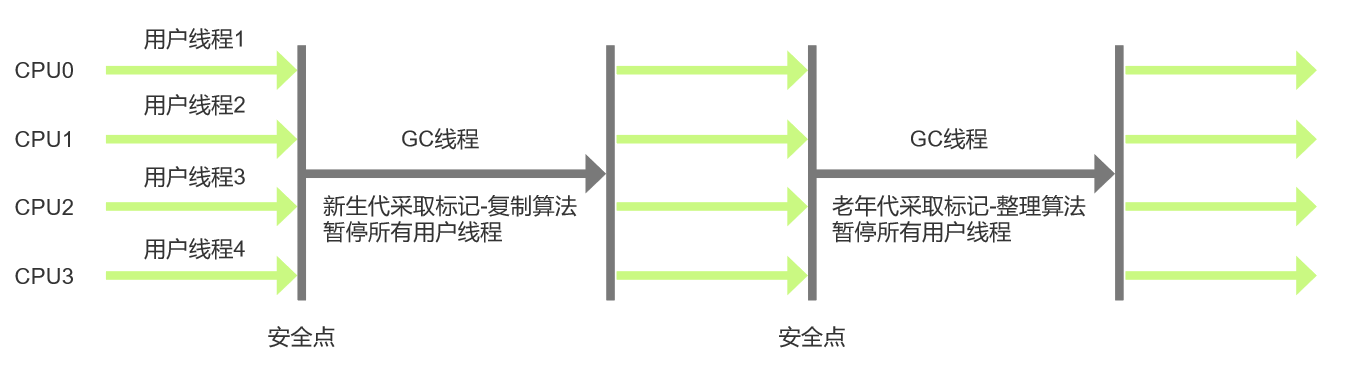 用户线程1
CPU0
用户线程2
CPU1
GC线程
GC线程
用户线程3
CPU2
新生代采取标记-复制算法
暂停所有用户线程
老年代采取标记-整理算法
暂停所有用户线程
用户线程4
CPU3
安全点
安全点